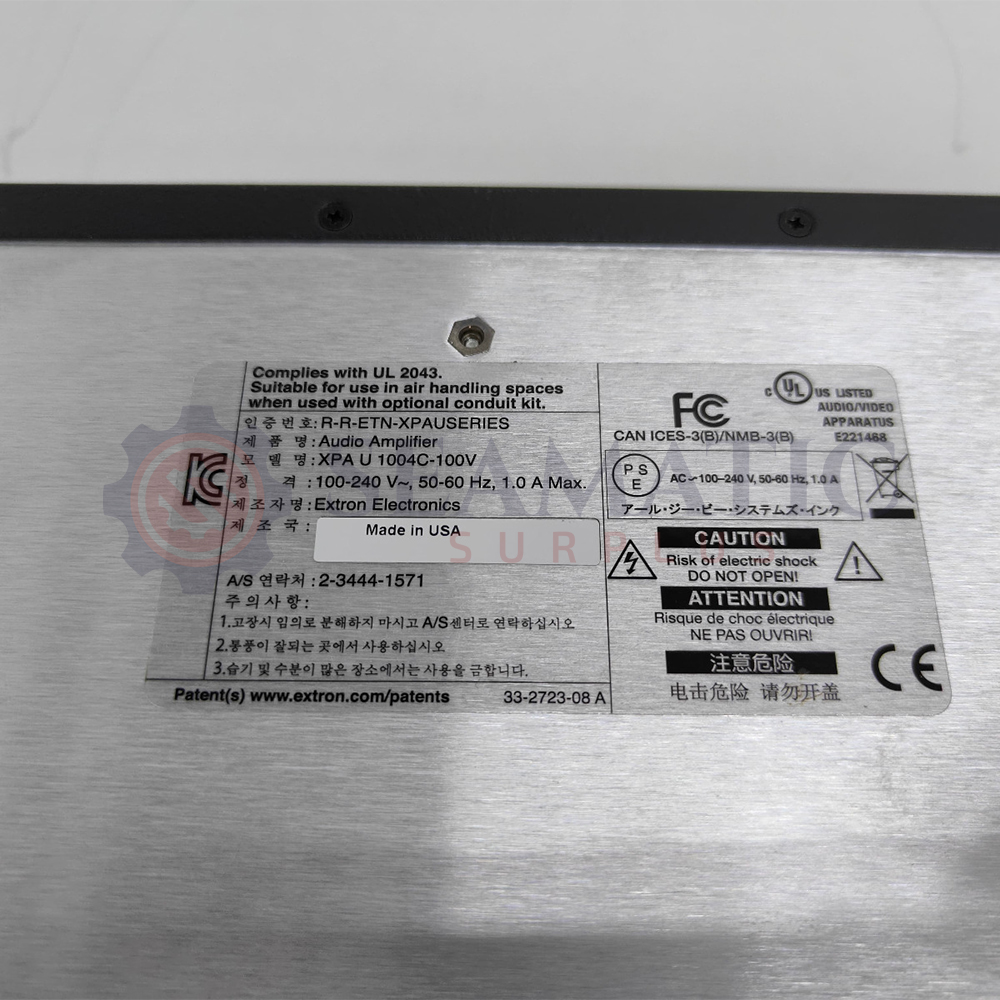 Complies with UL 2043.
Suitable for use in air handling spaces
when used with optional conduit kit.
인증번호:R-R-ETN-XPAUSERIES
제 품 명:Audio Amplifier
모 델 명:XPA U 1004C-100V
정 격:100-240 V~, 50-60 Hz, 1.0 A Max.
제조자명:Extron Electronics
제 조 국:
Made in USA
A/S 연락처:2-3444-1571
주의사항:
1.고장시 임의로 분해하지 마시고 A/S센터로 연락하십시오
2.통풍이 잘되는 곳에서 사용하십시오
3.습기 및 수분이 많은 장소에서는 사용을 금합니다.
Patent(s) www.extron.com/patents
33-2723-08 A
KC
FC
CAN ICES-3(B)/NMB-3(B)
C UL US LISTED
AUDIO/VIDEO
APPARATUS
E221468
PS
E
AC~100-240 V, 50-60 Hz, 1.0 A
アール・ジー・ビー・システムズ・インク
CAUTION
Risk of electric shock
DO NOT OPEN!
ATTENTION
Risque de choc électrique
NE PAS OUVRIR!
注意危险
电击危险 请勿开盖
CE
SURPLUS